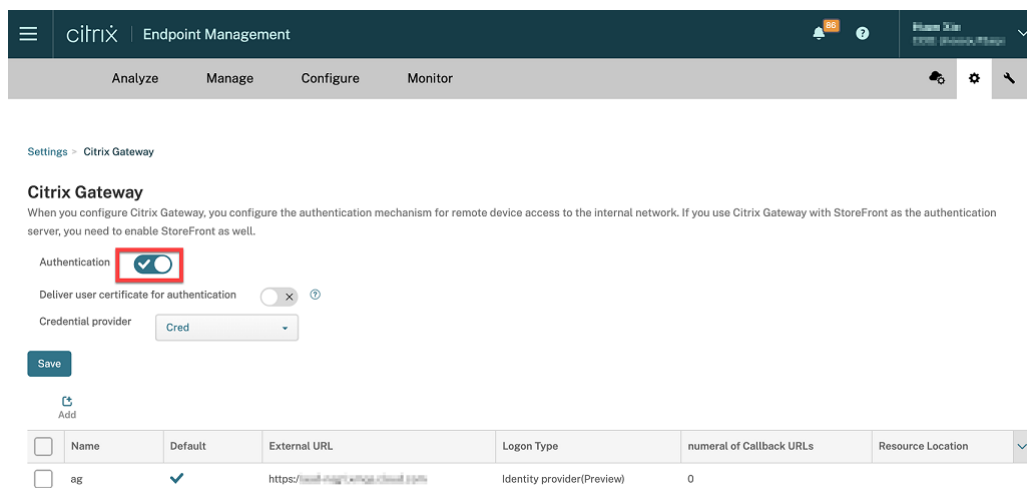 citrix | Endpoint Management
86
Analyze Manage Configure Monitor
Settings > Citrix Gateway
Citrix Gateway
When you configure Citrix Gateway, you configure the authentication mechanism for remote device access to the internal network. If you use Citrix Gateway with StoreFront as the authentication
server, you need to enable StoreFront as well.
Authentication
Deliver user certificate for authentication ?
Credential provider Cred
Save
Add
Name Default External URL Logon Type numeral of Callback URLs Resource Location
ag https:/ Identity provider(Preview) 0